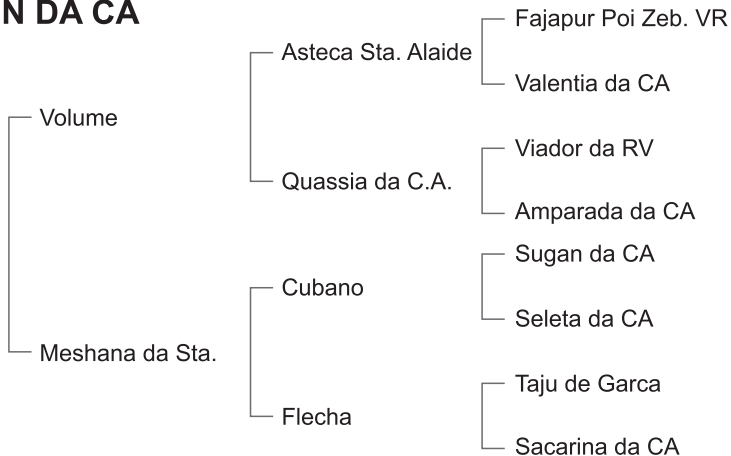 N DA CA
Fajapur Poi Zeb. VR
Asteca Sta. Alaide
Valentia da CA
Volume
Viador da RV
Quassia da C.A.
Amparada da CA
Sugan da CA
Cubano
Seleta da CA
Meshana da Sta.
Taju de Garca
Flecha
Sacarina da CA